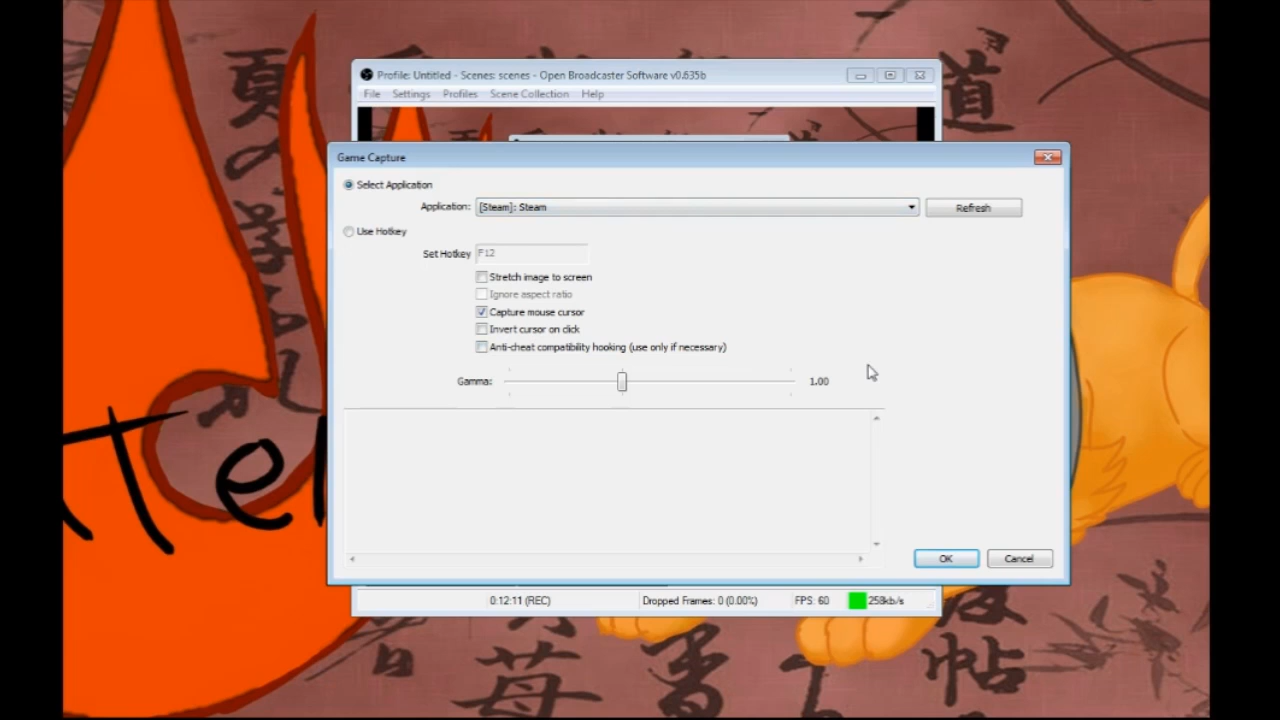 道
頁
Profile: Untitled - Scenes: scenes - Open Broadcaster Software v0.635b
File Settings Profiles Scene Collection Help
Game Capture
Select Application
Application: [Steam]: Steam Refresh
Use Hotkey
Set Hotkey F12
Stretch image to screen
Ignore aspect ratio
Capture mouse cursor
Invert cursor on click
Anti-cheat compatibility hooking (use only if necessary)
Gamma: 1.00
OK Cancel
0:12:11 (REC) Dropped Frames: 0 (0.00%) FPS: 60 258kb/s
帖